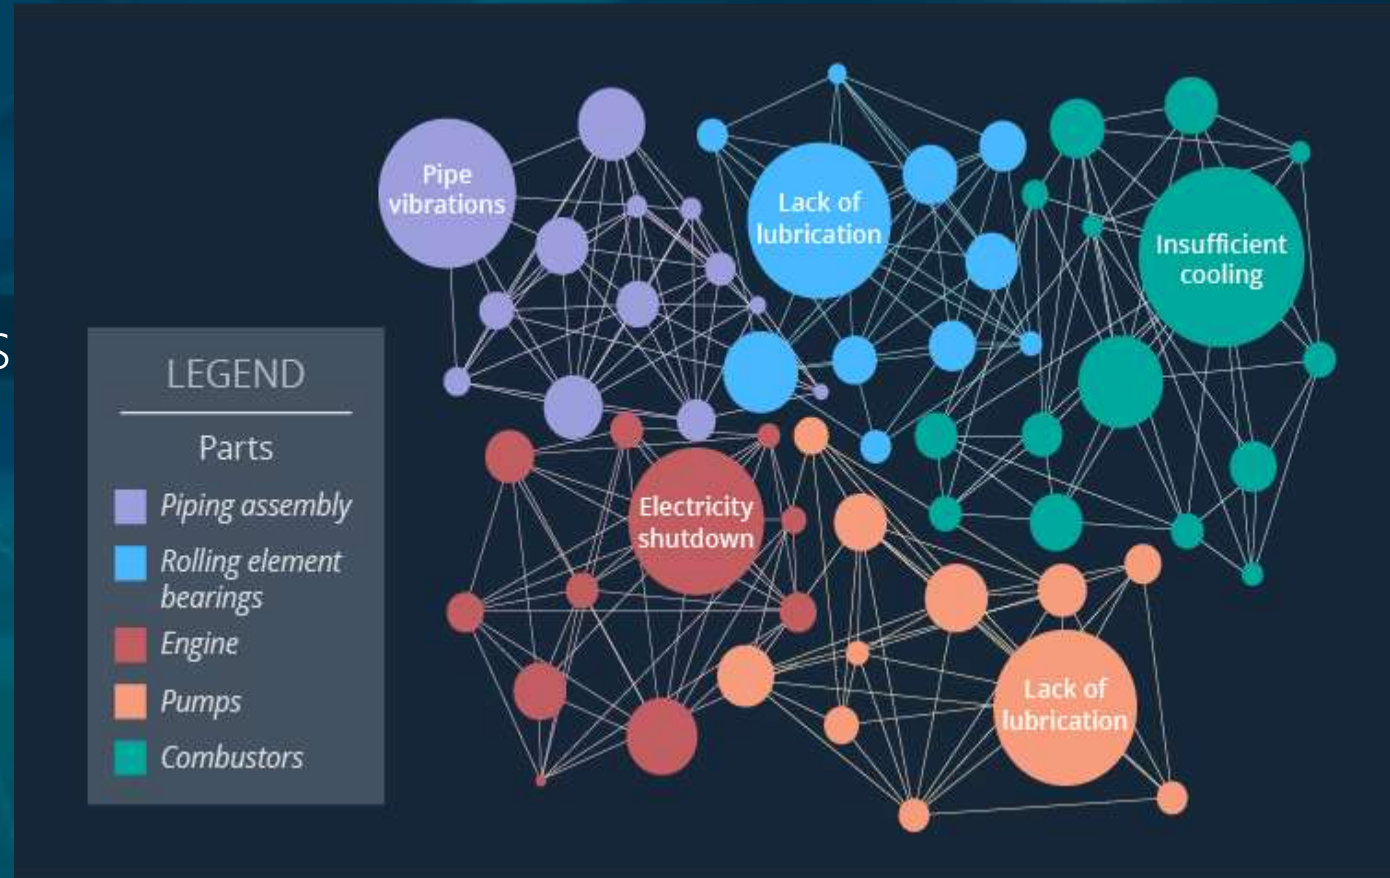 Pipe
vibrations
Lack of
lubrication
Insufficient
cooling
S
LEGEND
Parts
Piping assembly
Rolling element
bearings
Engine
Pumps
Combustors
Electricity
shutdown
Lack of
lubrication